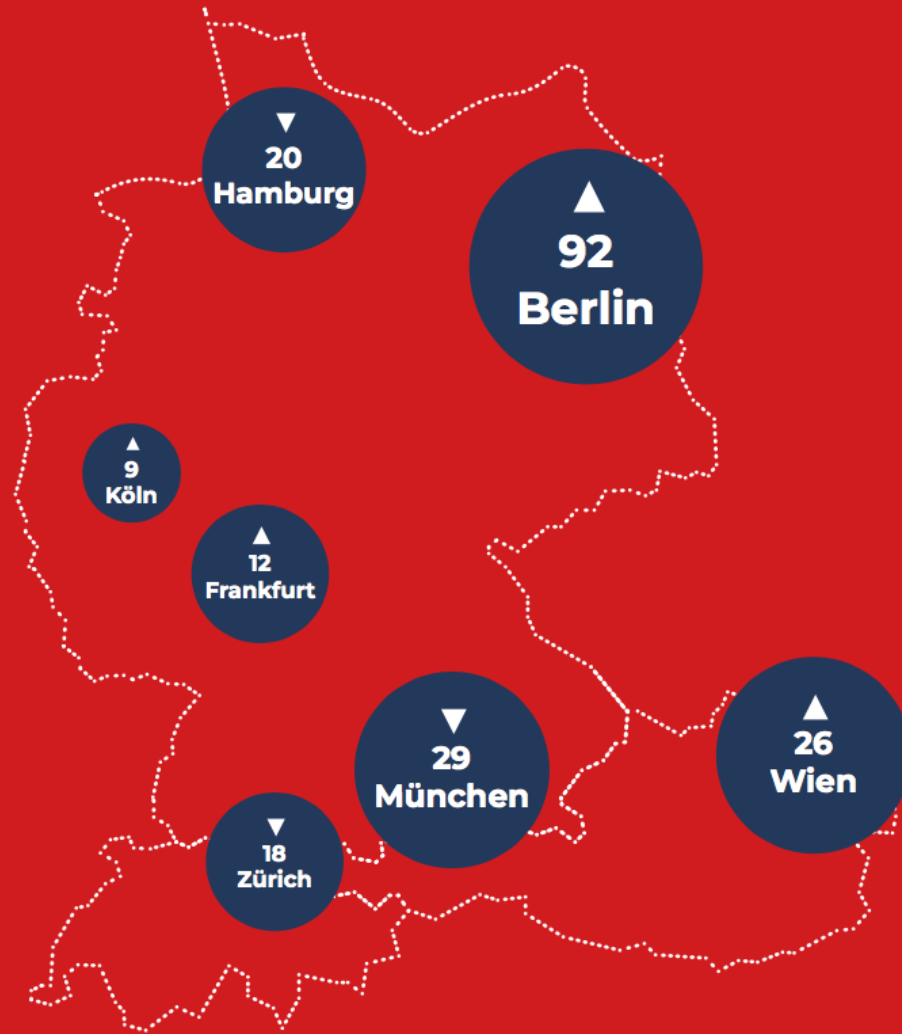 ▼
20
Hamburg
▲
92
Berlin
▲
9
Köln
▲
12
Frankfurt
▼
29
München
▲
26
Wien
▼
18
Zürich